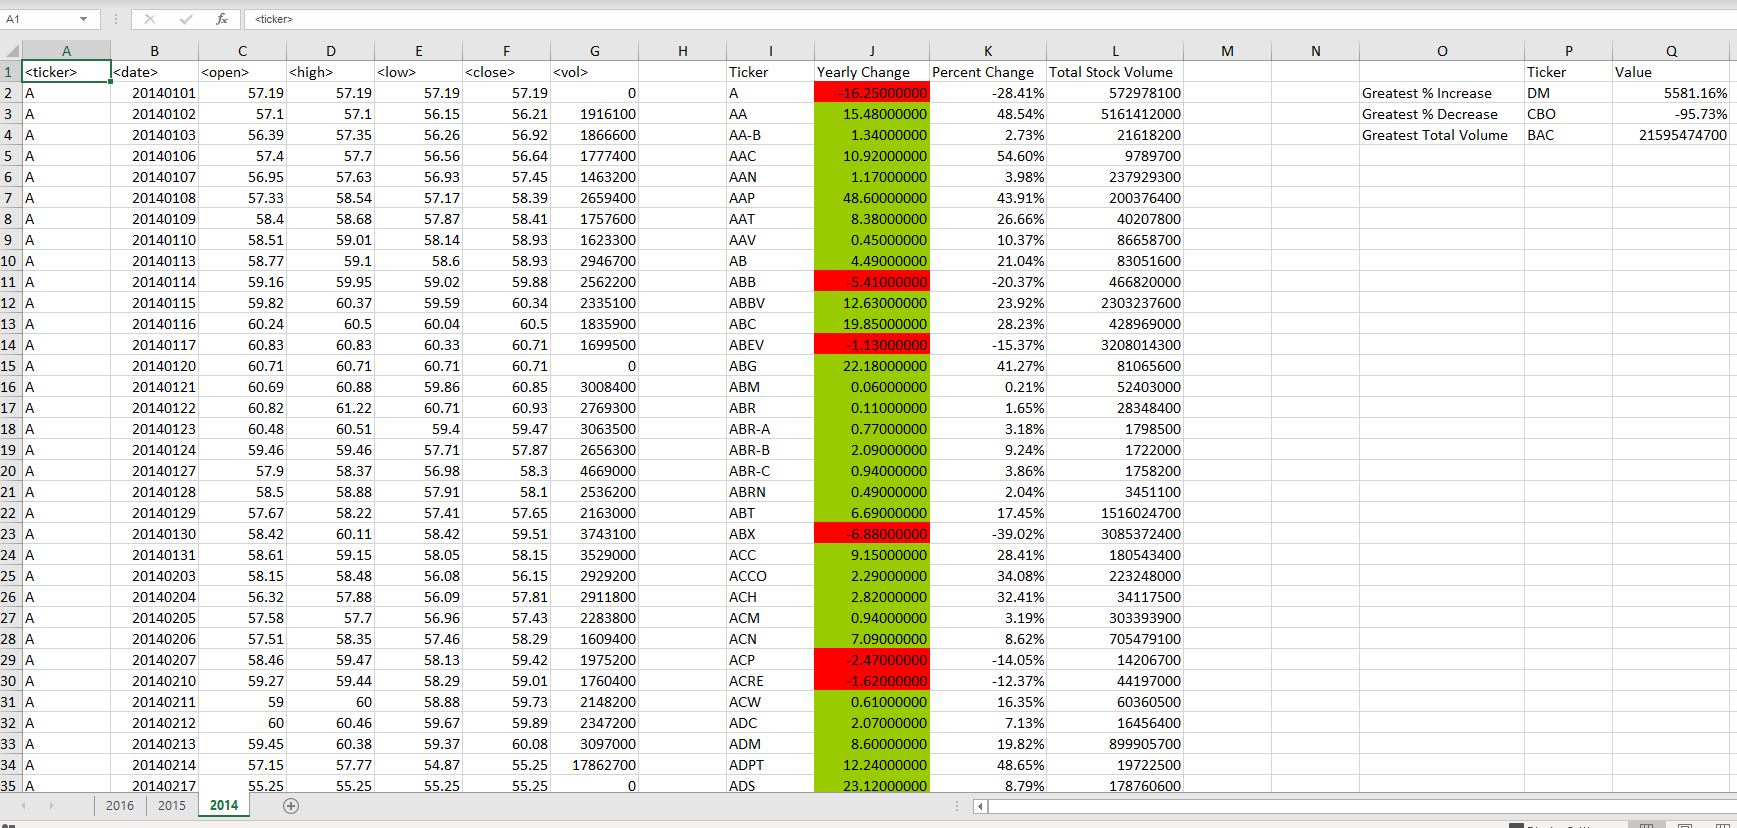 A1 fx <ticker>
A B C D E F G H I J K L M N O P Q
1 <ticker> <date> <open> <high> <low> <close> <vol> Ticker Yearly Change Percent Change Total Stock Volume Ticker Value
2 A 20140101 57.19 57.19 57.19 57.19 0 A -16.25000000 -28.41% 572978100 Greatest % Increase DM 5581.16%
3 A 20140102 57.1 57.1 56.15 56.21 1916100 AA 15.48000000 48.54% 5161412000 Greatest % Decrease CBO -95.73%
4 A 20140103 56.39 57.35 56.26 56.92 1866600 AA-B 1.34000000 2.73% 21618200 Greatest Total Volume BAC 21595474700
5 A 20140106 57.4 57.7 56.56 56.64 1777400 AAC 10.92000000 54.60% 9789700
6 A 20140107 56.95 57.63 56.93 57.45 1463200 AAN 1.17000000 3.98% 237929300
7 A 20140108 57.33 58.54 57.17 58.39 2659400 AAP 48.60000000 43.91% 200376400
8 A 20140109 58.4 58.68 57.87 58.41 1757600 AAT 8.38000000 26.66% 40207800
9 A 20140110 58.51 59.01 58.14 58.93 1623300 AAV 0.45000000 10.37% 86658700
10 A 20140113 58.77 59.1 58.6 58.93 2946700 AB 4.49000000 21.04% 83051600
11 A 20140114 59.16 59.95 59.02 59.88 2562200 ABB -5.41000000 -20.37% 466820000
12 A 20140115 59.82 60.37 59.59 60.34 2335100 ABBV 12.63000000 23.92% 2303237600
13 A 20140116 60.24 60.5 60.04 60.5 1835900 ABC 19.85000000 28.23% 428969000
14 A 20140117 60.83 60.83 60.33 60.71 1699500 ABEV -1.13000000 -15.37% 3208014300
15 A 20140120 60.71 60.71 60.71 60.71 0 ABG 22.18000000 41.27% 81065600
16 A 20140121 60.69 60.88 59.86 60.85 3008400 ABM 0.06000000 0.21% 52403000
17 A 20140122 60.82 61.22 60.71 60.93 2769300 ABR 0.11000000 1.65% 28348400
18 A 20140123 60.48 60.51 59.4 59.47 3063500 ABR-A 0.77000000 3.18% 1798500
19 A 20140124 59.46 59.46 57.71 57.87 2656300 ABR-B 2.09000000 9.24% 1722000
20 A 20140127 57.9 58.37 56.98 58.3 4669000 ABR-C 0.94000000 3.86% 1758200
21 A 20140128 58.5 58.88 57.91 58.1 2536200 ABRN 0.49000000 2.04% 3451100
22 A 20140129 57.67 58.22 57.41 57.65 2163000 ABT 6.69000000 17.45% 1516024700
23 A 20140130 58.42 60.11 58.42 59.51 3743100 ABX -6.88000000 -39.02% 3085372400
24 A 20140131 58.61 59.15 58.05 58.15 3529000 ACC 9.15000000 28.41% 180543400
25 A 20140203 58.15 58.48 56.08 56.15 2929200 ACCO 2.29000000 34.08% 223248000
26 A 20140204 56.32 57.88 56.09 57.81 2911800 ACH 2.82000000 32.41% 34117500
27 A 20140205 57.58 57.7 56.96 57.43 2283800 ACM 0.94000000 3.19% 303393900
28 A 20140206 57.51 58.35 57.46 58.29 1609400 ACN 7.09000000 8.62% 705479100
29 A 20140207 58.46 59.47 58.13 59.42 1975200 ACP -2.47000000 -14.05% 14206700
30 A 20140210 59.27 59.44 58.29 59.01 1760400 ACRE -1.62000000 -12.37% 44197000
31 A 20140211 59 60 58.88 59.73 2148200 ACW 0.61000000 16.35% 60360500
32 A 20140212 60 60.46 59.67 59.89 2347200 ADC 2.07000000 7.13% 16456400
33 A 20140213 59.45 60.38 59.37 60.08 3097000 ADM 8.60000000 19.82% 899905700
34 A 20140214 57.15 57.77 54.87 55.25 17862700 ADPT 12.24000000 48.65% 19722500
35 A 20140217 55.25 55.25 55.25 55.25 0 ADS 23.12000000 8.79% 178760600
2016 2015 2014